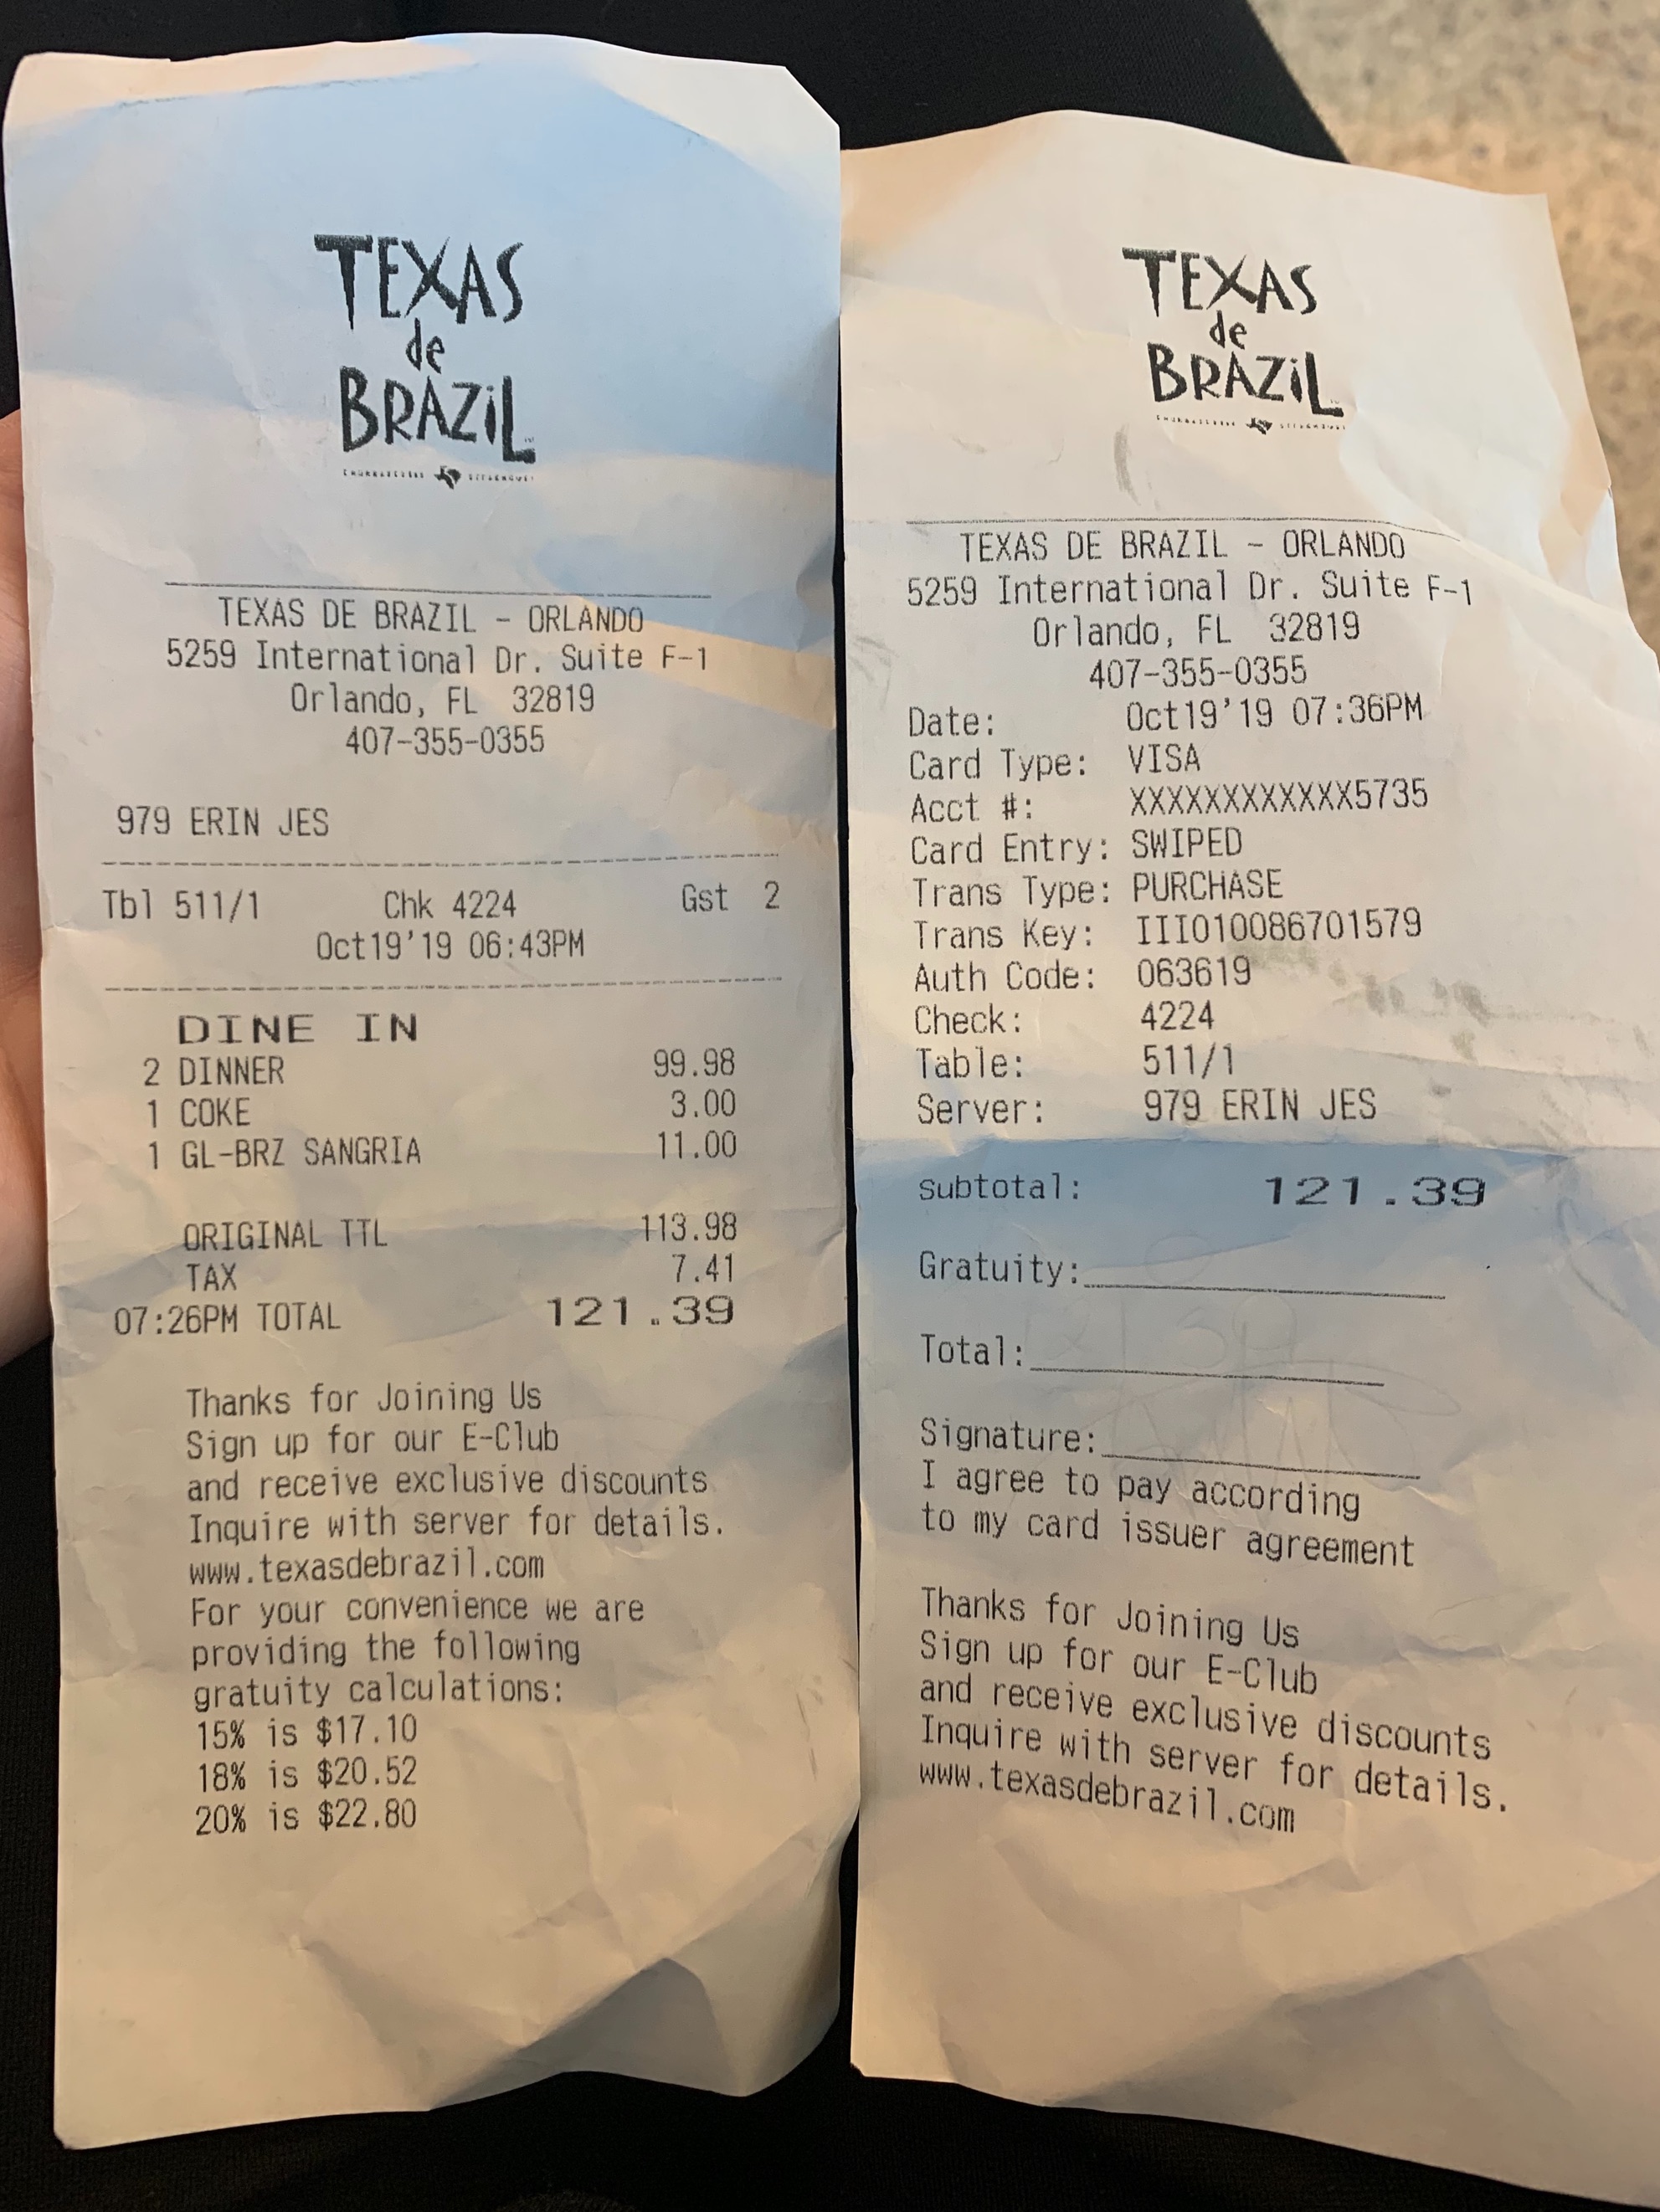 TEXAS
de
BRAZiL
TEXAS DE BRAZIL - ORLANDO
5259 International Dr. Suite F-1
Orlando, FL 32819
407-355-0355
979 ERIN JES
Tbl 511/1 Chk 4224 Gst 2
Oct19'19 06:43PM
DINE IN
2 DINNER 99.98
1 COKE 3.00
1 GL-BRZ SANGRIA 11.00
ORIGINAL TTL 113.98
TAX 7.41
07:26PM TOTAL 121.39
Thanks for Joining Us
Sign up for our E-Club
and receive exclusive discounts
Inquire with server for details.
www.texasdebrazil.com
For your convenience we are
providing the following
gratuity calculations:
15% is $17.10
18% is $20.52
20% is $22.80
TEXAS
de
BRAZiL
TEXAS DE BRAZIL - ORLANDO
5259 International Dr. Suite F-1
Orlando, FL 32819
407-355-0355
Date: Oct19'19 07:36PM
Card Type: VISA
Acct #: XXXXXXXXXXXX5735
Card Entry: SWIPED
Trans Type: PURCHASE
Trans Key: III010086701579
Auth Code: 063619
Check: 4224
Table: 511/1
Server: 979 ERIN JES
subtotal: 121.39
Gratuity:
Total:
Signature:
I agree to pay according
to my card issuer agreement
Thanks for Joining Us
Sign up for our E-Club
and receive exclusive discounts
Inquire with server for details.
www.texasdebrazil.com